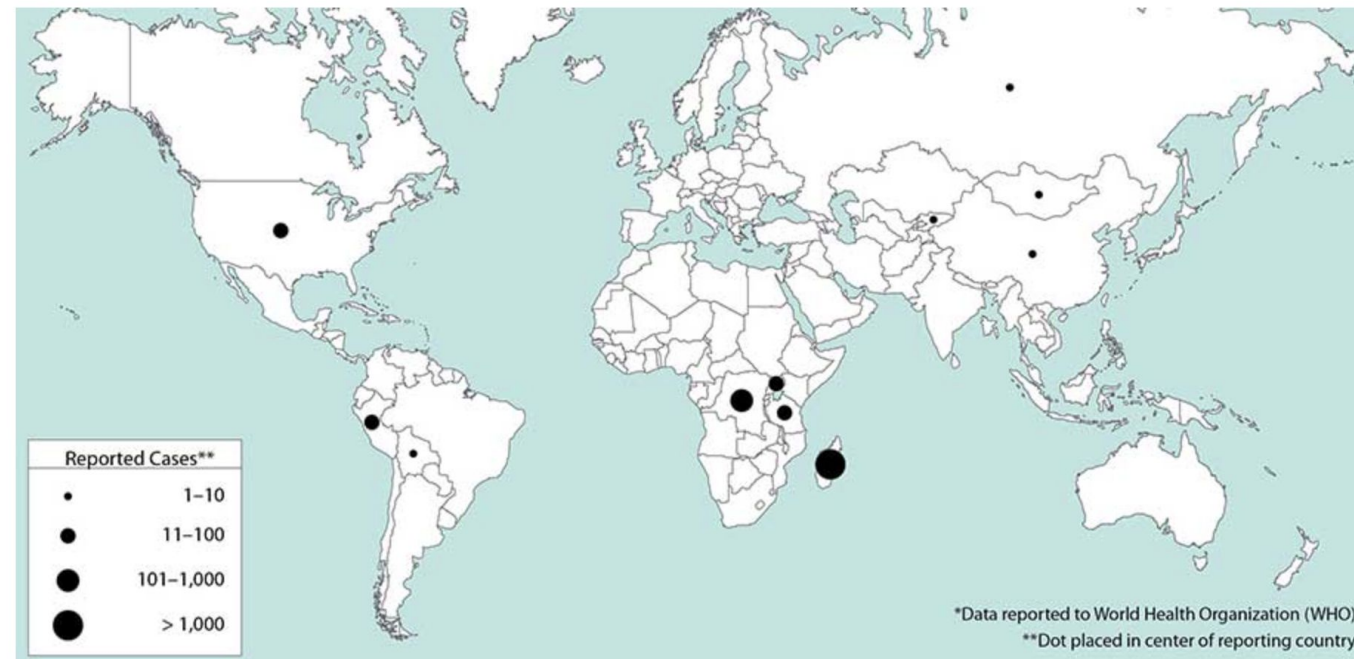 Reported Cases**
1–10
11–100
101–1,000
> 1,000
*Data reported to World Health Organization (WHO)
**Dot placed in center of reporting country